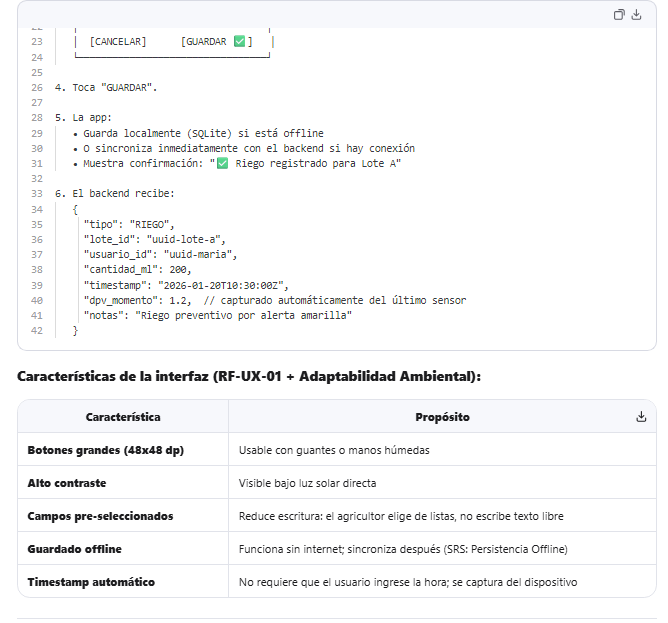 22
23 | [CANCELAR] [GUARDAR ✅] |
24 └─────────────────────────────┘
25
26 4. Toca "GUARDAR".
27
28 5. La app:
29 • Guarda localmente (SQLite) si está offline
30 • O sincroniza inmediatamente con el backend si hay conexión
31 • Muestra confirmación: "✅ Riego registrado para Lote A"
32
33 6. El backend recibe:
34 {
35 "tipo": "RIEGO",
36 "lote_id": "uuid-lote-a",
37 "usuario_id": "uuid-maria",
38 "cantidad_ml": 200,
39 "timestamp": "2026-01-20T10:30:00Z",
40 "dpv_momento": 1.2, // capturado automáticamente del último sensor
41 "notas": "Riego preventivo por alerta amarilla"
42 }
Características de la interfaz (RF-UX-01 + Adaptabilidad Ambiental):
Característica Propósito
Botones grandes (48x48 dp) Usable con guantes o manos húmedas
Alto contraste Visible bajo luz solar directa
Campos pre-seleccionados Reduce escritura: el agricultor elige de listas, no escribe texto libre
Guardado offline Funciona sin internet; sincroniza después (SRS: Persistencia Offline)
Timestamp automático No requiere que el usuario ingrese la hora; se captura del dispositivo